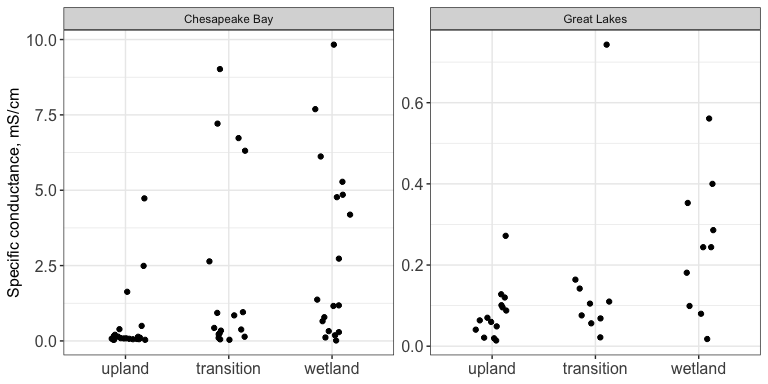 Chesapeake Bay
Great Lakes
Specific conductance, mS/cm
10.0
7.5
5.0
2.5
0.0
0.6
0.4
0.2
0.0
upland transition wetland
upland transition wetland